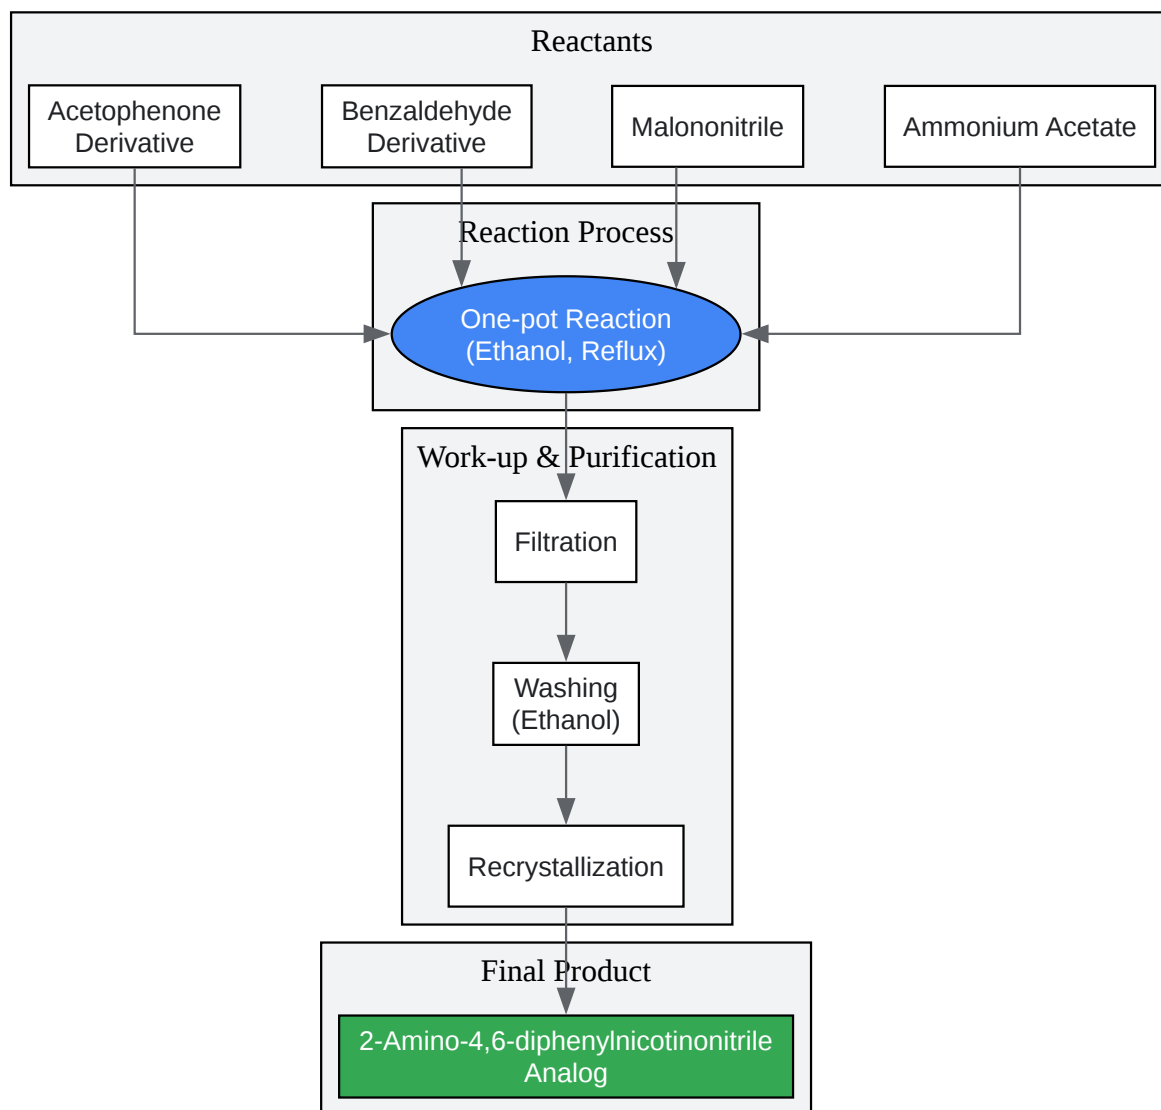 Reactants
Acetophenone
Derivative
Benzaldehyde
Derivative
Malononitrile
Ammonium Acetate
Reaction Process
One-pot Reaction
(Ethanol, Reflux)
Work-up & Purification
Filtration
Washing
(Ethanol)
Recrystallization
Final Product
2-Amino-4,6-diphenylnicotinonitrile
Analog